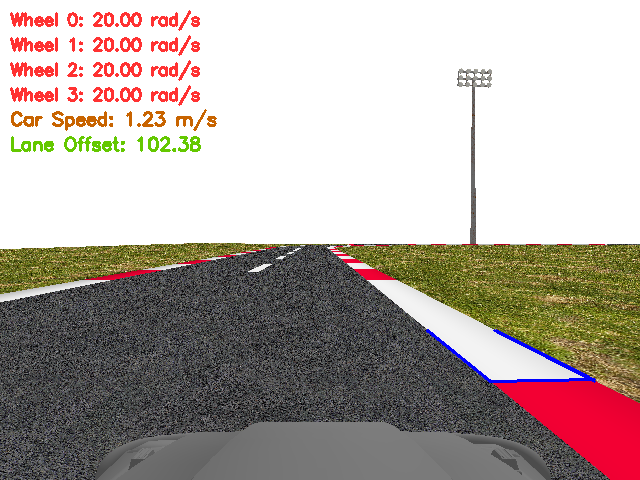 Wheel 0: 20.00 rad/s
Wheel 1: 20.00 rad/s
Wheel 2: 20.00 rad/s
Wheel 3: 20.00 rad/s
Car Speed: 1.23 m/s
Lane Offset: 102.38